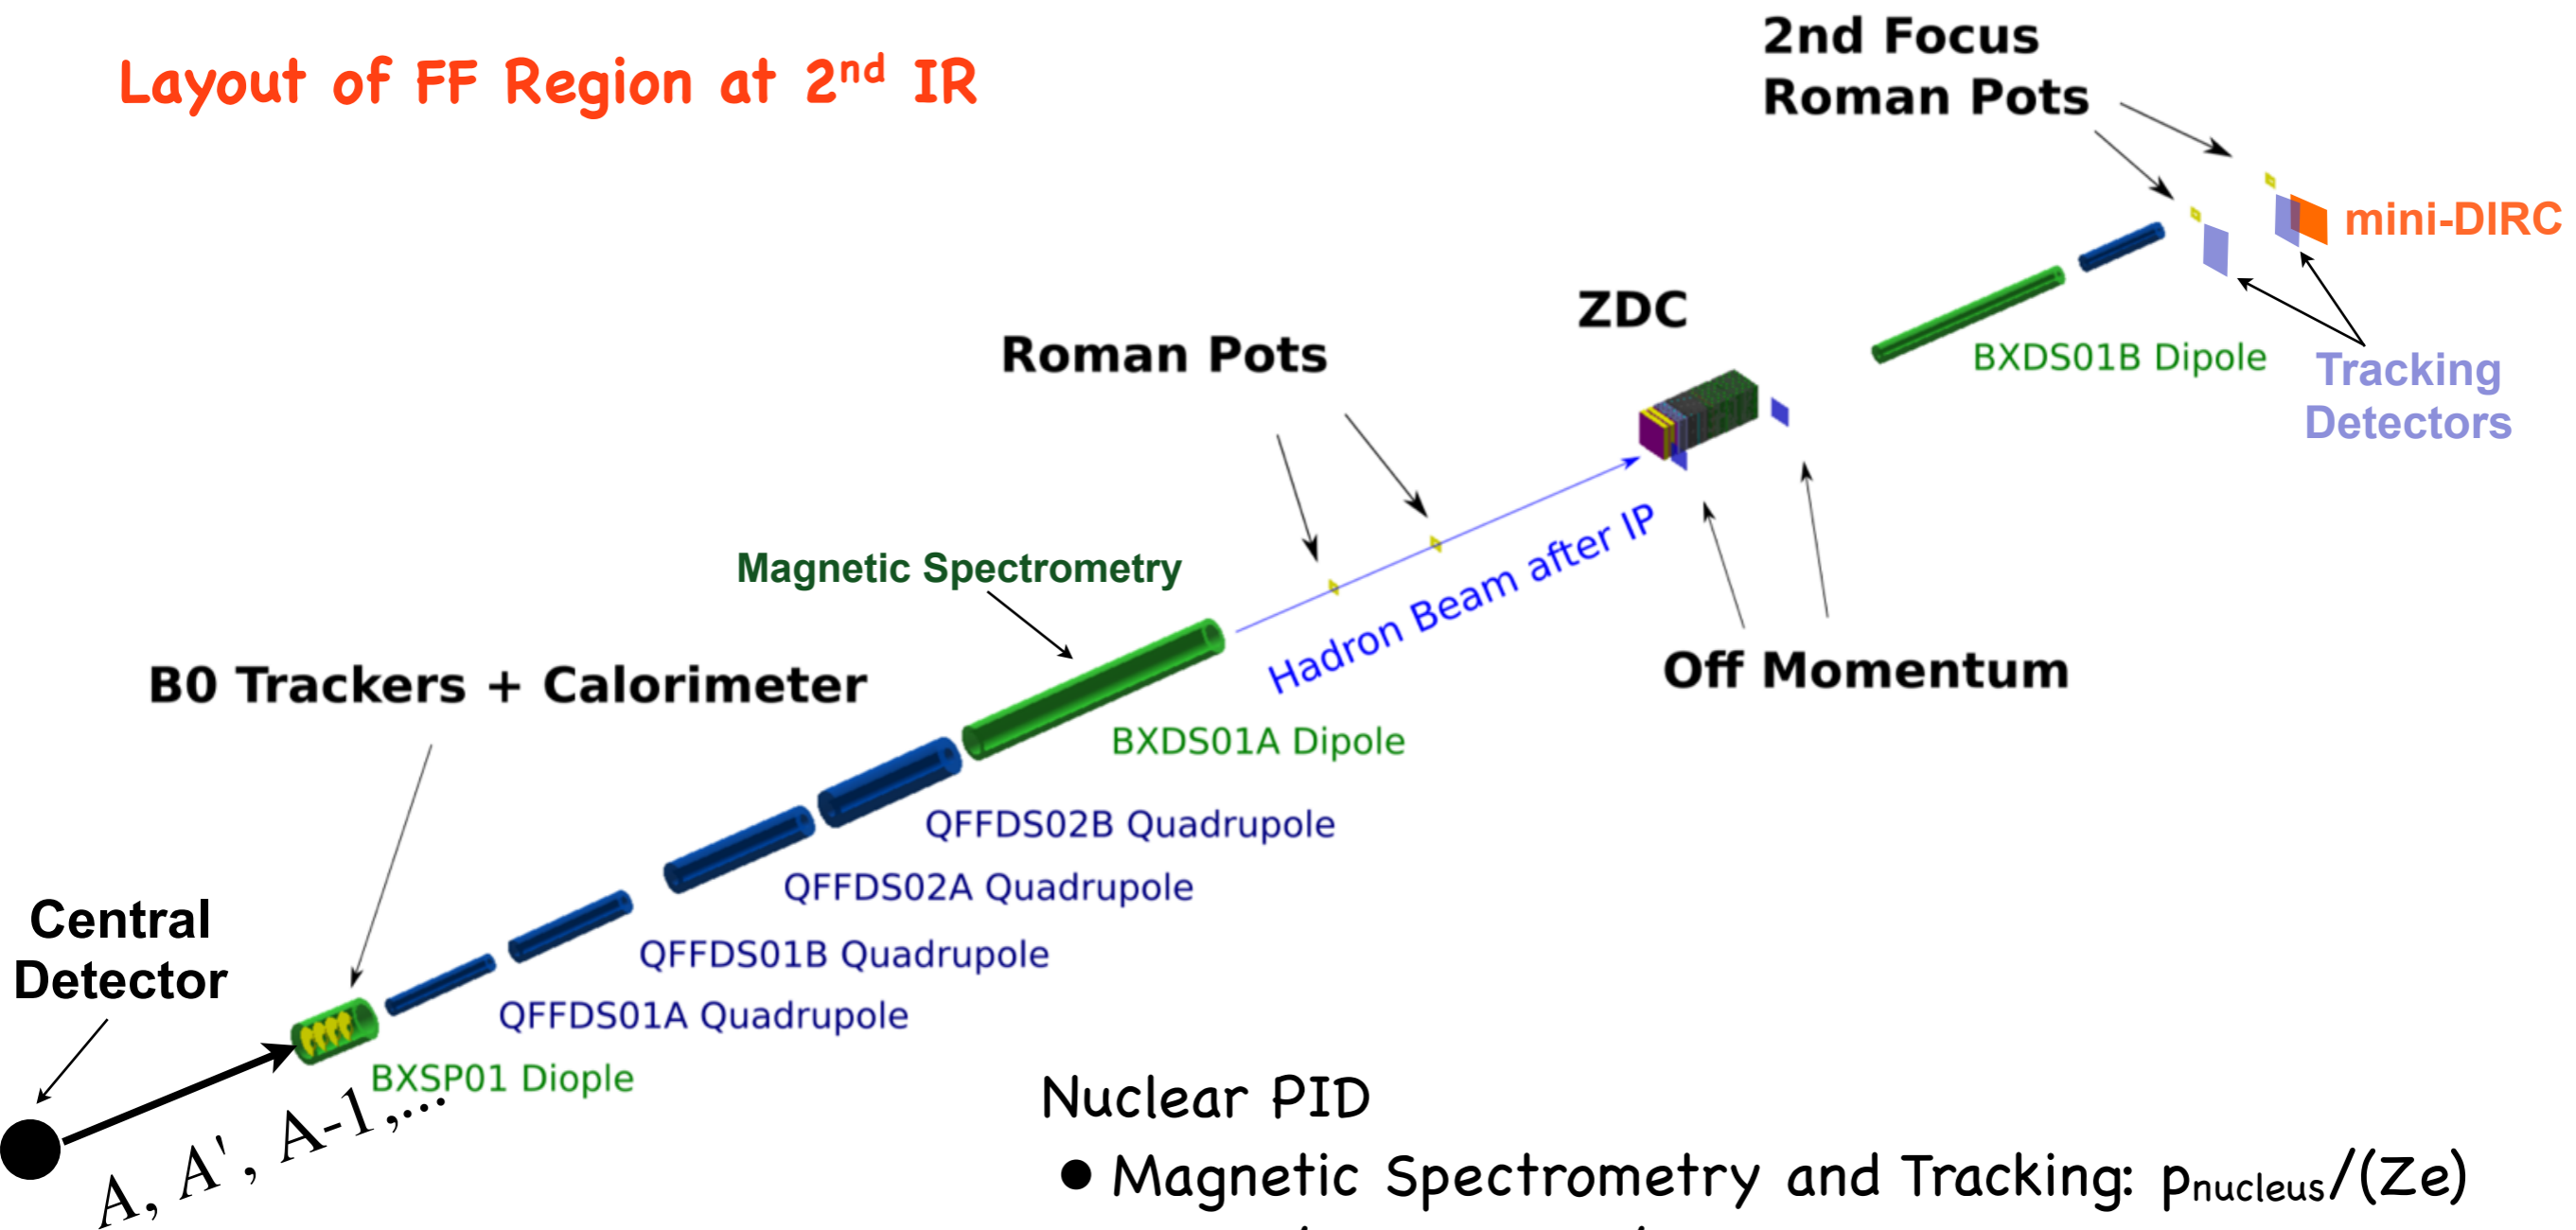 Layout of FF Region at 2nd IR
2nd Focus
Roman Pots
mini-DIRC
ZDC
Roman Pots
BXDS01B Dipole
Tracking
Detectors
Magnetic Spectrometry
Hadron Beam after IP
B0 Trackers + Calorimeter
Off Momentum
BXDS01A Dipole
QFFDS02B Quadrupole
QFFDS02A Quadrupole
Central
Detector
QFFDS01B Quadrupole
QFFDS01A Quadrupole
BXSP01 Diople
A, A', A-1,...
Nuclear PID
● Magnetic Spectrometry and Tracking: pnucleus/(Ze)